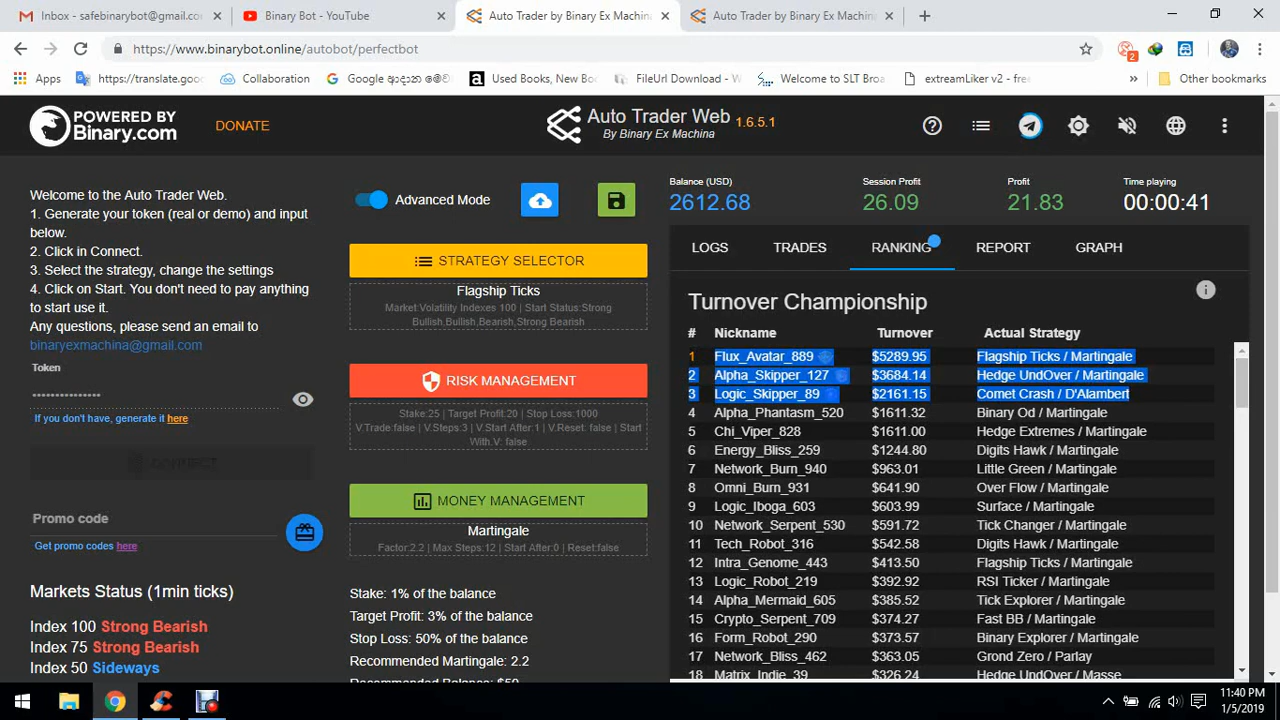 Inbox - safebinarybot@gmail.co
Binary Bot - YouTube
Auto Trader by Binary Ex Machin
Auto Trader by Binary Ex Machin
https://www.binarybot.online/autobot/perfectbot
2
Apps
https://translate.goo
Collaboration
Google ආදාන මෙව
Used Books, New Bo
FileUrl Download - W
Welcome to SLT Broa
extreamLiker v2 - free
Other bookmarks
POWERED BY
Binary.com
DONATE
Auto Trader Web 1.6.5.1
By Binary Ex Machina
Welcome to the Auto Trader Web.
1. Generate your token (real or demo) and input
below.
2. Click in Connect.
3. Select the strategy, change the settings
4. Click on Start. You don't need to pay anything
to start use it.
Any questions, please send an email to
binaryexmachina@gmail.com
Token
If you don't have, generate one here
CONNECT
Promo code
Get promo codes here
Markets Status (1min ticks)
Index 100 Strong Bearish
Index 75 Strong Bearish
Index 50 Sideways
Advanced Mode
STRATEGY SELECTOR
Flagship Ticks
Market:Volatility Indexes 100 | Start Status:Strong
Bullish,Bullish,Bearish,Strong Bearish
RISK MANAGEMENT
Stake:25 | Target Profit:20 | Stop Loss:1000
V.Trade:false | V.Steps:3 | V.Start After:1 | V.Reset: false | Start
With.V: false
MONEY MANAGEMENT
Martingale
Factor:2.2 | Max Steps:12 | Start After:0 | Reset:false
Stake: 1% of the balance
Target Profit: 3% of the balance
Stop Loss: 50% of the balance
Recommended Martingale: 2.2
Recommended Balance: $50
Balance (USD) Session Profit Profit Time playing
2612.68 26.09 21.83 00:00:41
LOGS TRADES RANKING REPORT GRAPH
Turnover Championship
# Nickname Turnover Actual Strategy
1 Flux_Avatar_889 $5289.95 Flagship Ticks / Martingale
2 Alpha_Skipper_127 $3684.14 Hedge UndOver / Martingale
3 Logic_Skipper_89 $2161.15 Comet Crash / D'Alambert
4 Alpha_Phantasm_520 $1611.32 Binary Od / Martingale
5 Chi_Viper_828 $1611.00 Hedge Extremes / Martingale
6 Energy_Bliss_259 $1244.80 Digits Hawk / Martingale
7 Network_Burn_940 $963.01 Little Green / Martingale
8 Omni_Burn_931 $641.90 Over Flow / Martingale
9 Logic_Iboga_603 $603.99 Surface / Martingale
10 Network_Serpent_530 $591.72 Tick Changer / Martingale
11 Tech_Robot_316 $542.58 Digits Hawk / Martingale
12 Intra_Genome_443 $413.50 Flagship Ticks / Martingale
13 Logic_Robot_219 $392.92 RSI Ticker / Martingale
14 Alpha_Mermaid_605 $385.52 Tick Explorer / Martingale
15 Crypto_Serpent_709 $374.27 Fast BB / Martingale
16 Form_Robot_290 $373.57 Binary Explorer / Martingale
17 Network_Bliss_462 $363.05 Grond Zero / Parlay
18 Matrix_Indie_39 $326.24 Hedge UndOver / Masse
11:40 PM
1/5/2019